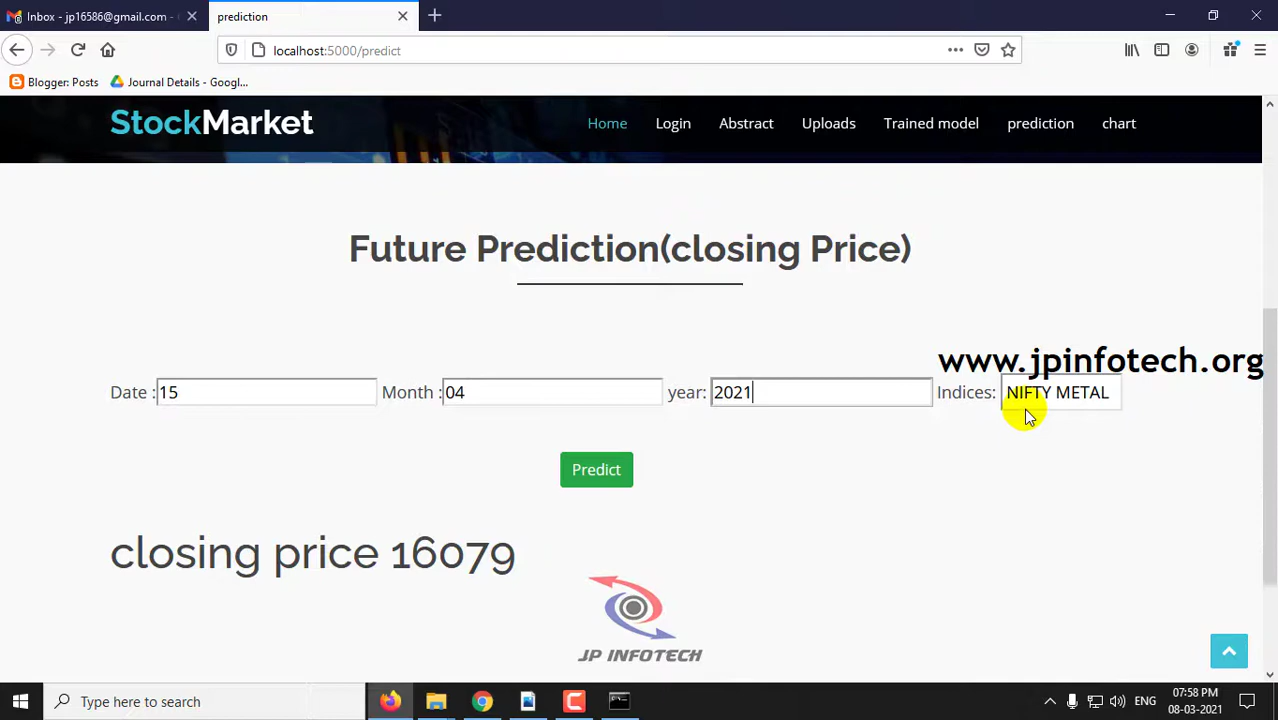 Inbox - jp16586@gmail.com -
prediction
localhost:5000/predict
Blogger: Posts
Journal Details - Googl...
StockMarket
Home Login Abstract Uploads Trained model prediction chart
Future Prediction(closing Price)
www.jpinfotech.org
Date : 15 Month : 04 year: 2021 Indices: NIFTY METAL
Predict
closing price 16079
JP INFOTECH
Type here to search
ENG
07:58 PM
08-03-2021